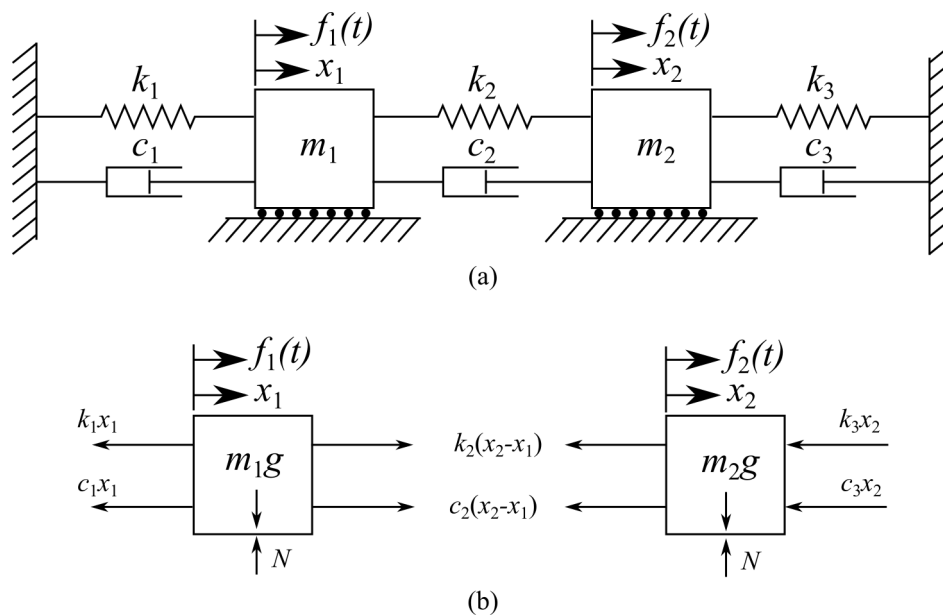 f₁(t) f₂(t)
x₁ x₂
k₁ k₂ k₃
c₁ m₁ c₂ m₂ c₃
(a)
f₁(t) f₂(t)
x₁ x₂
k₁x₁ k₂(x₂-x₁) k₃x₂
m₁g m₂g
c₁x₁ c₂(x₂-x₁) c₃x₂
N N
(b)